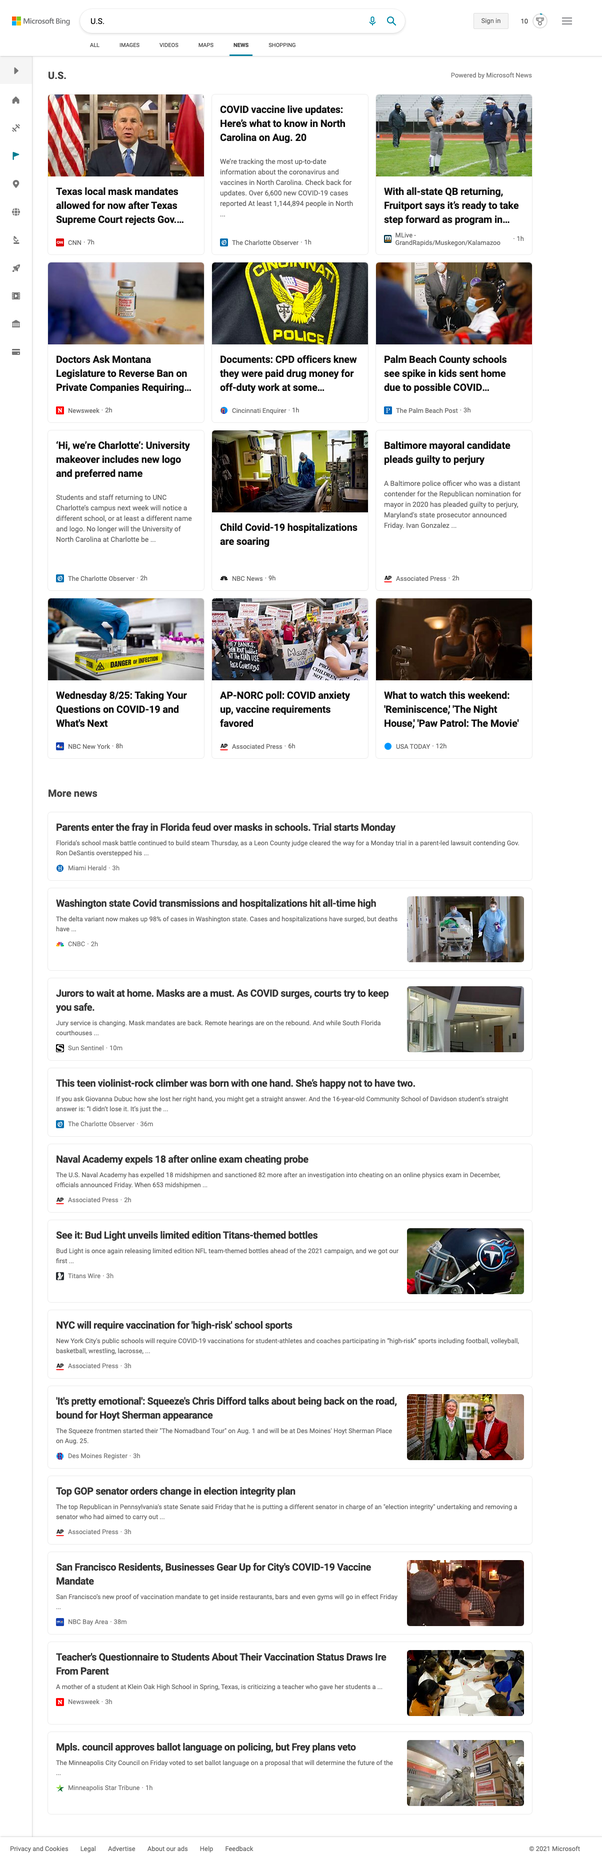 Microsoft Bing
U.S.
Sign in
10
ALL
IMAGES
VIDEOS
MAPS
NEWS
SHOPPING
U.S.
Powered by Microsoft News
Texas local mask mandates
allowed for now after Texas
Supreme Court rejects Gov....
CNN · 7h
COVID vaccine live updates:
Here's what to know in North
Carolina on Aug. 20
We're tracking the most up-to-date
information about the coronavirus and
vaccines in North Carolina. Check back for
updates. Over 6,600 new COVID-19 cases
reported At least 1,144,894 people in North
...
The Charlotte Observer · 1h
With all-state QB returning,
Fruitport says it's ready to take
step forward as program in...
MLive -
GrandRapids/Muskegon/Kalamazoo · 1h
Doctors Ask Montana
Legislature to Reverse Ban on
Private Companies Requiring...
Newsweek · 2h
CINCINNATI
POLICE
Documents: CPD officers knew
they were paid drug money for
off-duty work at some...
Cincinnati Enquirer · 1h
Palm Beach County schools
see spike in kids sent home
due to possible COVID...
The Palm Beach Post · 3h
'Hi, we're Charlotte': University
makeover includes new logo
and preferred name
Students and staff returning to UNC
Charlotte's campus next week will notice a
different school, or at least a different name
and logo. No longer will the University of
North Carolina at Charlotte be ...
The Charlotte Observer · 2h
Child Covid-19 hospitalizations
are soaring
NBC News · 9h
Baltimore mayoral candidate
pleads guilty to perjury
A Baltimore police officer who was a distant
contender for the Republican nomination for
mayor in 2020 has pleaded guilty to perjury,
Maryland's state prosecutor announced
Friday. Ivan Gonzalez ...
AP Associated Press · 2h
DANGER OF INFECTION
Wednesday 8/25: Taking Your
Questions on COVID-19 and
What's Next
NBC New York · 8h
AP-NORC poll: COVID anxiety
up, vaccine requirements
favored
AP Associated Press · 6h
What to watch this weekend:
'Reminiscence,' 'The Night
House,' 'Paw Patrol: The Movie'
USA TODAY · 12h
More news
Parents enter the fray in Florida feud over masks in schools. Trial starts Monday
Florida's school mask battle continued to build steam Thursday, as a Leon County judge cleared the way for a Monday trial in a parent-led lawsuit contending Gov.
Ron DeSantis overstepped his ...
Miami Herald · 3h
Washington state Covid transmissions and hospitalizations hit all-time high
The delta variant now makes up 98% of cases in Washington state. Cases and hospitalizations have surged, but deaths
have ...
CNBC · 2h
Jurors to wait at home. Masks are a must. As COVID surges, courts try to keep
you safe.
Jury service is changing. Mask mandates are back. Remote hearings are on the rebound. And while South Florida
courthouses ...
Sun Sentinel · 10m
This teen violinist-rock climber was born with one hand. She's happy not to have two.
If you ask Giovanna Dubuc how she lost her right hand, you might get a straight answer. And the 16-year-old Community School of Davidson student's straight
answer is: "I didn't lose it. It's just the ...
The Charlotte Observer · 36m
Naval Academy expels 18 after online exam cheating probe
The U.S. Naval Academy has expelled 18 midshipmen and sanctioned 82 more after an investigation into cheating on an online physics exam in December,
officials announced Friday. When 653 midshipmen ...
AP Associated Press · 2h
See it: Bud Light unveils limited edition Titans-themed bottles
Bud Light is once again releasing limited edition NFL team-themed bottles ahead of the 2021 campaign, and we got our
first ...
Titans Wire · 3h
NYC will require vaccination for 'high-risk' school sports
New York City's public schools will require COVID-19 vaccinations for student-athletes and coaches participating in "high-risk" sports including football, volleyball,
basketball, wrestling, lacrosse, ...
AP Associated Press · 3h
'It's pretty emotional': Squeeze's Chris Difford talks about being back on the road,
bound for Hoyt Sherman appearance
The Squeeze frontmen started their "The Nomadband Tour" on Aug. 1 and will be at Des Moines' Hoyt Sherman Place
on Aug. 25.
Des Moines Register · 3h
Top GOP senator orders change in election integrity plan
The top Republican in Pennsylvania's state Senate said Friday that he is putting a different senator in charge of an "election integrity" undertaking and removing a
senator who had aimed to carry out ...
AP Associated Press · 3h
San Francisco Residents, Businesses Gear Up for City's COVID-19 Vaccine
Mandate
San Francisco's new proof of vaccination mandate to get inside restaurants, bars and even gyms will go in effect Friday
...
NBC Bay Area · 38m
Teacher's Questionnaire to Students About Their Vaccination Status Draws Ire
From Parent
A mother of a student at Klein Oak High School in Spring, Texas, is criticizing a teacher who gave her students a ...
Newsweek · 3h
Mpls. council approves ballot language on policing, but Frey plans veto
The Minneapolis City Council on Friday voted to set ballot language on a proposal that will determine the future of the
...
Minneapolis Star Tribune · 1h
Privacy and Cookies
Legal
Advertise
About our ads
Help
Feedback
© 2021 Microsoft